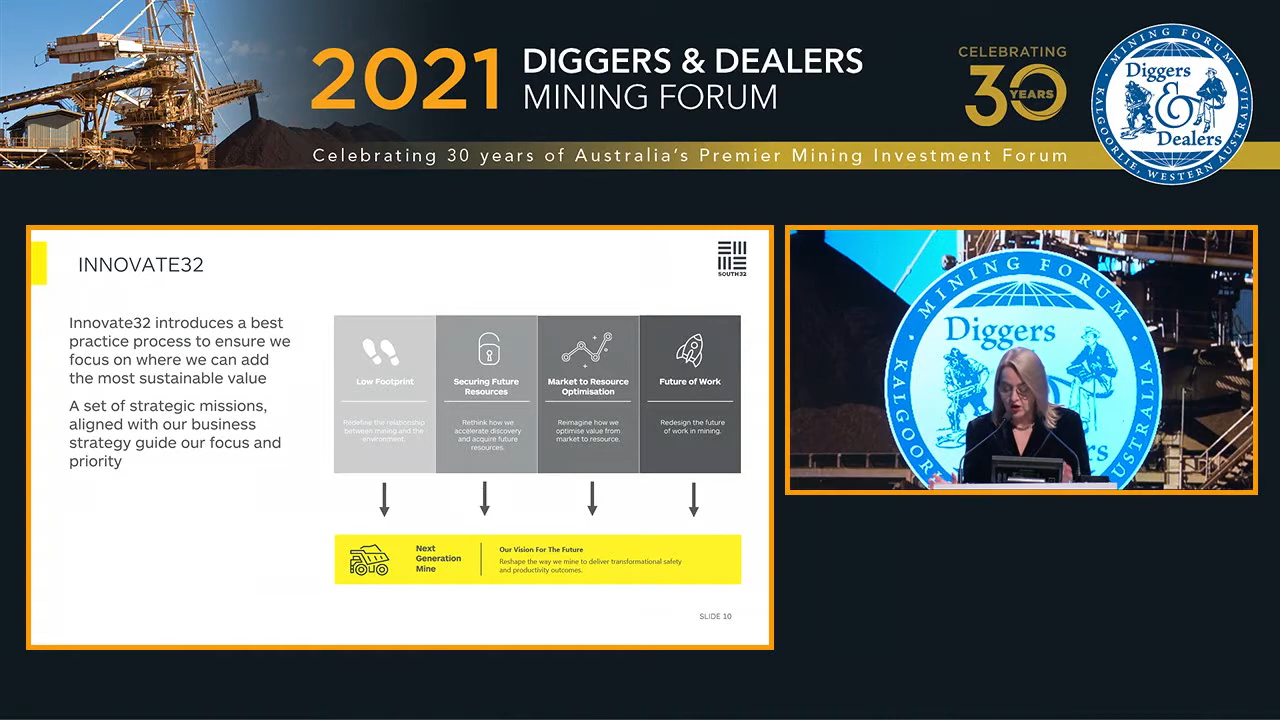 2021
DIGGERS & DEALERS
MINING FORUM
CELEBRATING
30
YEARS
Celebrating 30 years of Australia's Premier Mining Investment Forum
MINING FORUM
Diggers
&
Dealers
KALGOORLIE, WESTERN AUSTRALIA
INNOVATE32
SOUTH32
Innovate32 introduces a best
practice process to ensure we
focus on where we can add
the most sustainable value
A set of strategic missions,
aligned with our business
strategy guide our focus and
priority
Low Footprint
Redefine the relationship
between mining and the
environment.
Securing Future
Resources
Rethink how we
accelerate discovery
and acquire future
resources.
Market to Resource
Optimisation
Reimagine how we
optimise value from
market to resource.
Future of Work
Redesign the future
of work in mining.
Next
Generation
Mine
Our Vision For The Future
Reshape the way we mine to deliver transformational safety
and productivity outcomes.
SLIDE 10
MINING FORUM
Diggers